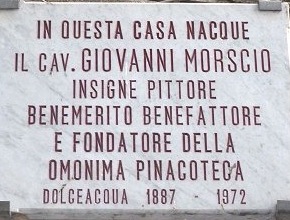 IN QUESTA CASA NACQUE
IL CAV. GIOVANNI MORSCIO
INSIGNE PITTORE
BENEMERITO BENEFATTORE
E FONDATORE DELLA
OMONIMA PINACOTECA
DOLCEACQUA 1887 - 1972